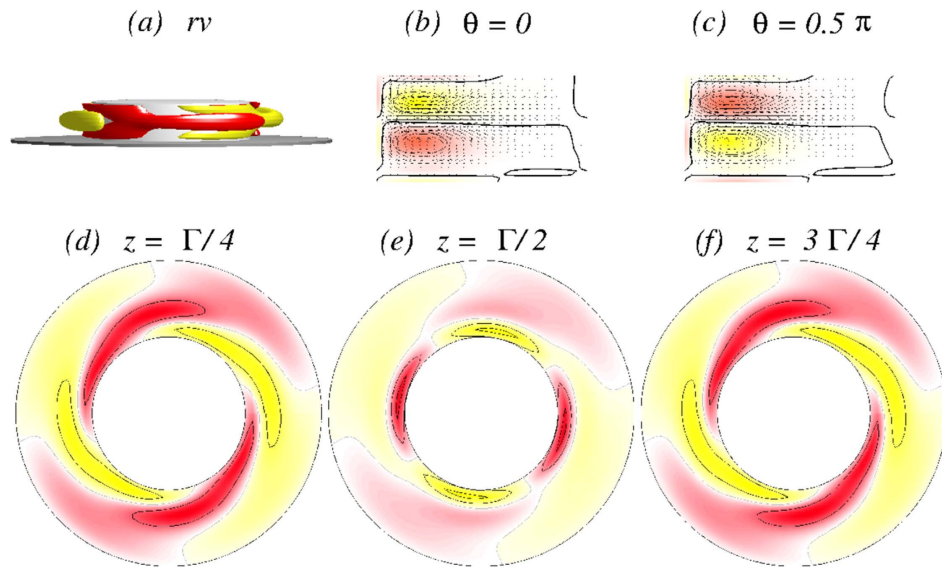 (a) rv (b) θ = 0 (c) θ = 0.5 π
(d) z = Γ/4 (e) z = Γ/2 (f) z = 3 Γ/4